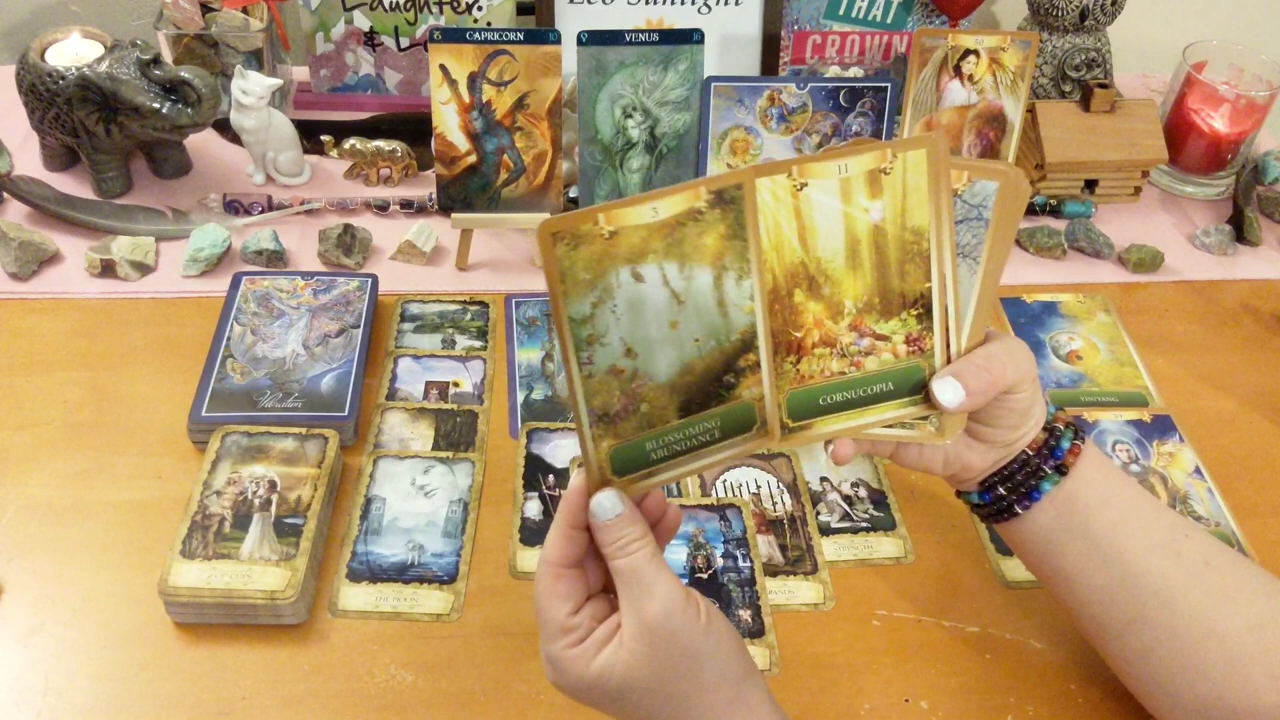 Laughter.
& L
CAPRICORN 10
VENUS 16
Leo Sunlight
THAT
CROWN
50
5
BLOSSOMING
ABUNDANCE
11
CORNUCOPIA
Vibration
THE MOON
STRENGTH
YIN/YANG